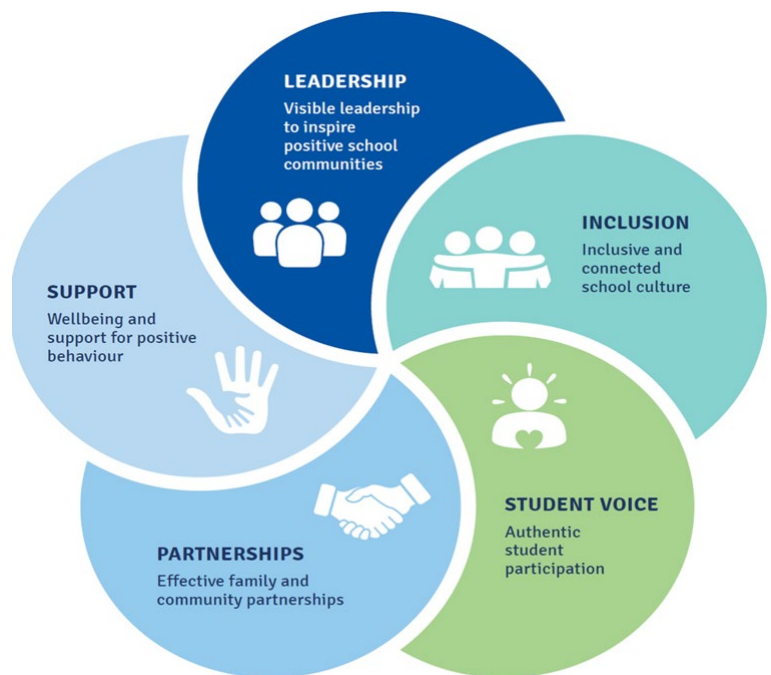 LEADERSHIP
Visible leadership
to inspire
positive school
communities
INCLUSION
Inclusive and
connected
school culture
STUDENT VOICE
Authentic
student
participation
PARTNERSHIPS
Effective family and
community partnerships
SUPPORT
Wellbeing and
support for positive
behaviour